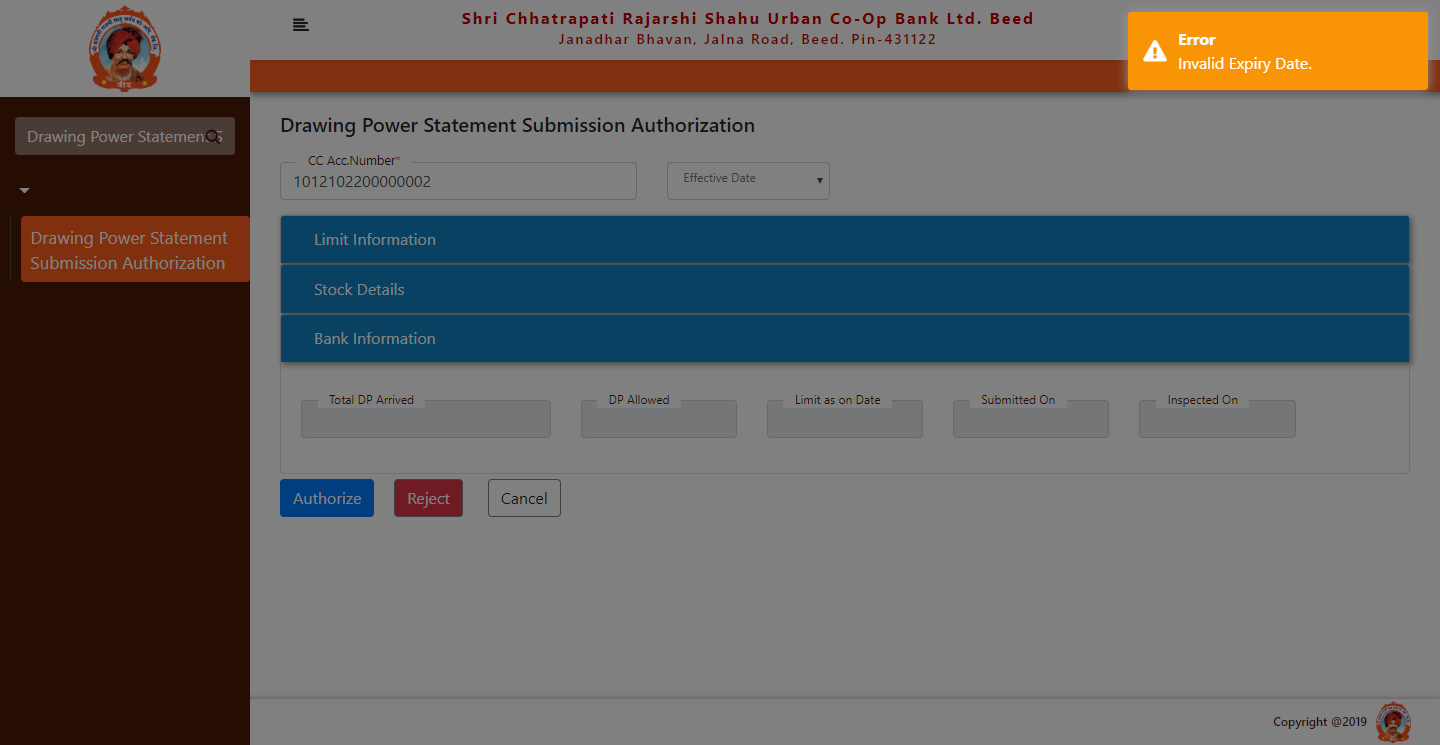 Shri Chhatrapati Rajarshi Shahu Urban Co-Op Bank Ltd. Beed
Janadhar Bhavan, Jalna Road, Beed. Pin-431122
Error
Invalid Expiry Date.
Drawing Power Statement S
Drawing Power Statement
Submission Authorization
Drawing Power Statement Submission Authorization
CC Acc.Number*
1012102200000002
Effective Date
Limit Information
Stock Details
Bank Information
Total DP Arrived
DP Allowed
Limit as on Date
Submitted On
Inspected On
Authorize
Reject
Cancel
Copyright @2019